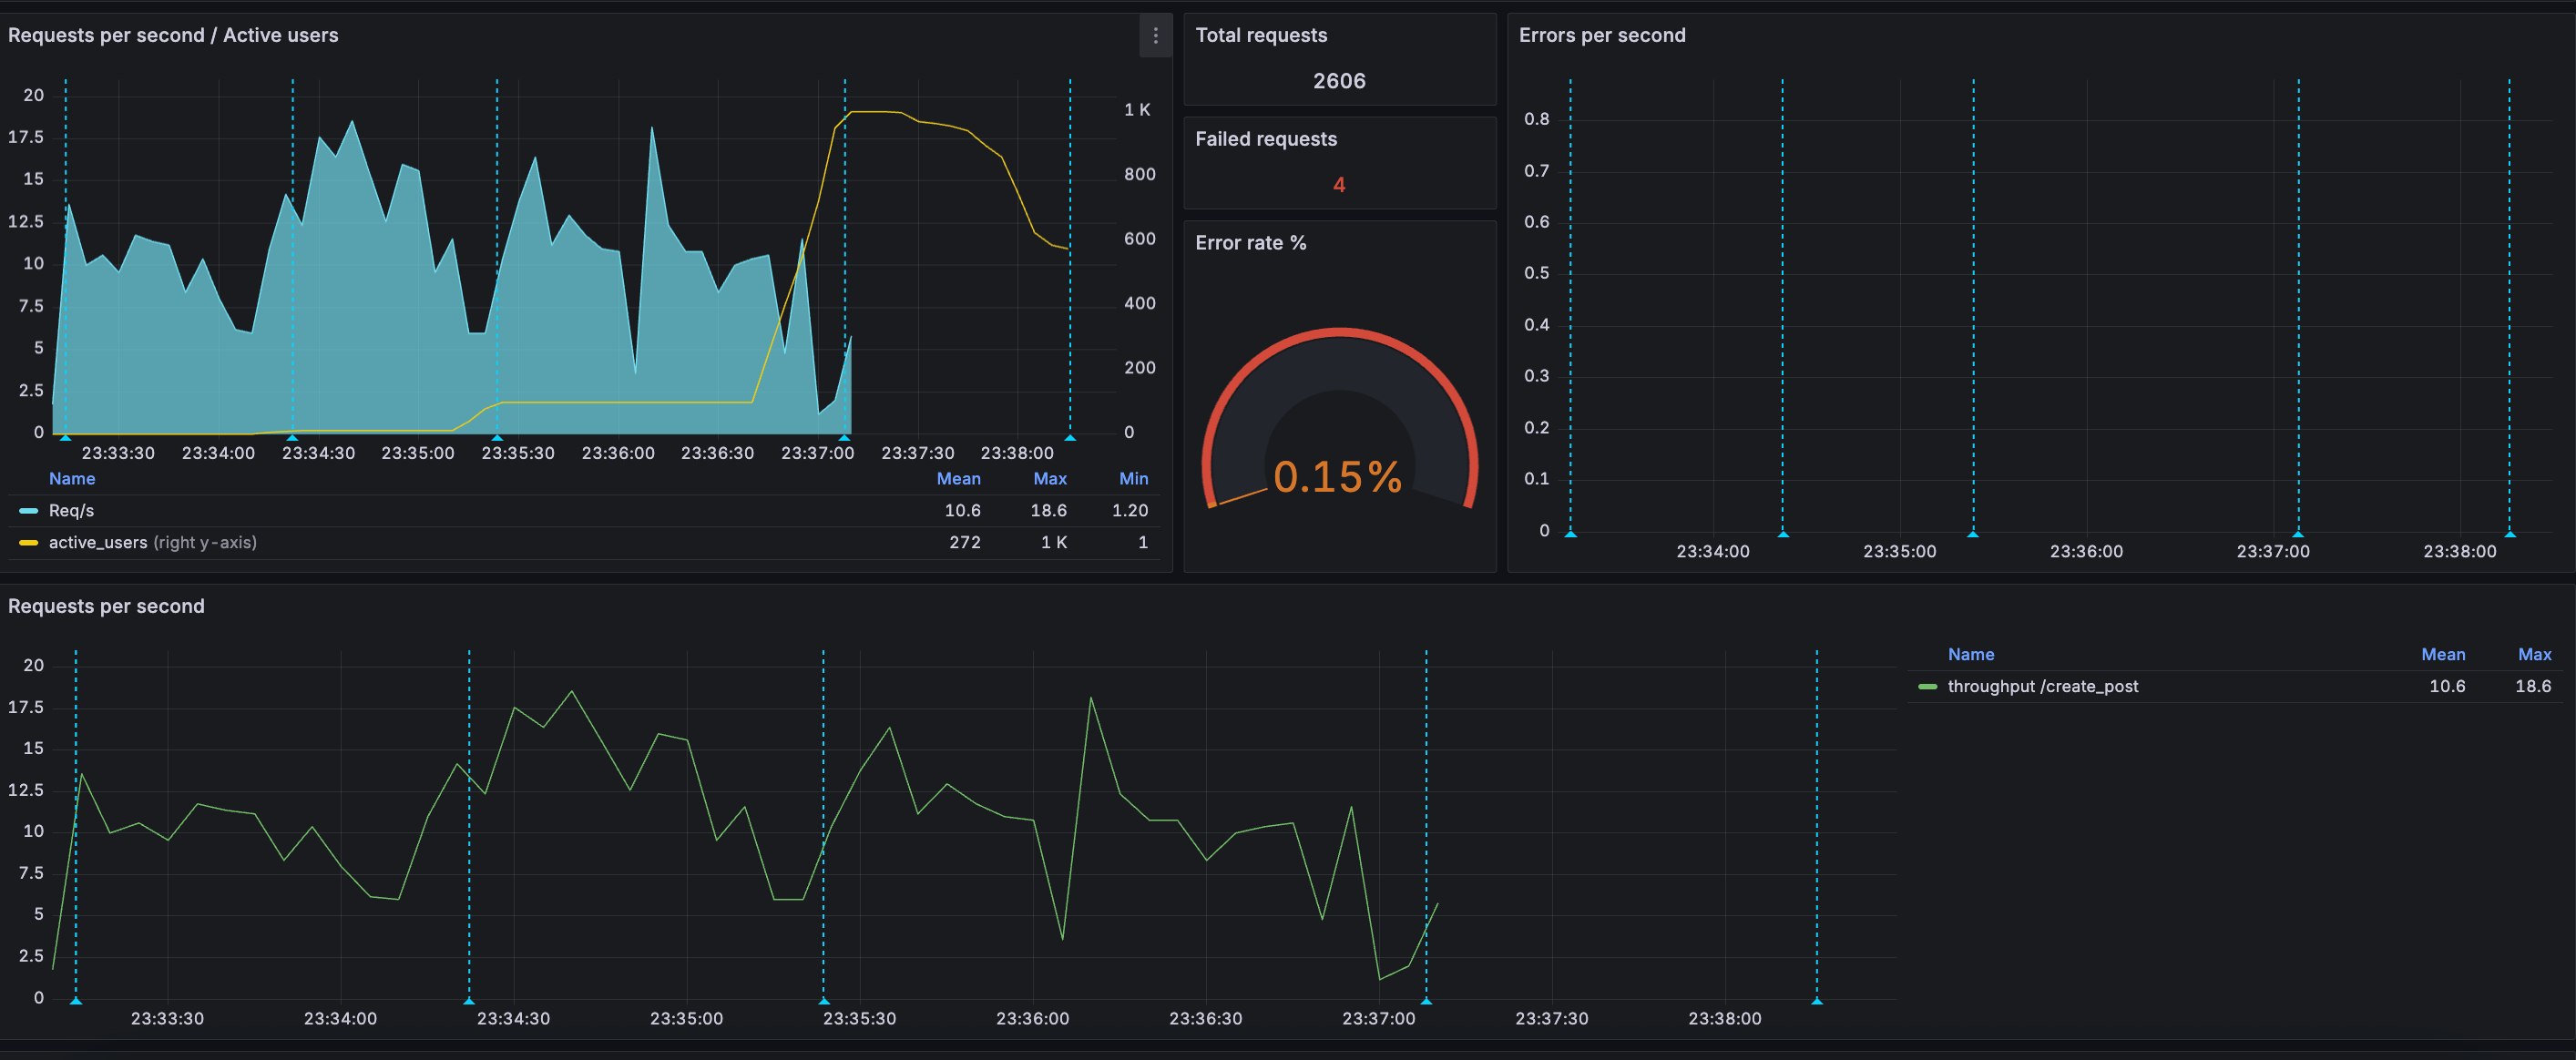 Requests per second / Active users
20
17.5
15
12.5
10
7.5
5
2.5
0
1 K
800
600
400
200
0
23:33:30 23:34:00 23:34:30 23:35:00 23:35:30 23:36:00 23:36:30 23:37:00 23:37:30 23:38:00
Name Mean Max Min
Req/s 10.6 18.6 1.20
active_users (right y-axis) 272 1 K 1
Total requests
2606
Failed requests
4
Error rate %
0.15%
Errors per second
0.8
0.7
0.6
0.5
0.4
0.3
0.2
0.1
0
23:34:00 23:35:00 23:36:00 23:37:00 23:38:00
Requests per second
20
17.5
15
12.5
10
7.5
5
2.5
0
23:33:30 23:34:00 23:34:30 23:35:00 23:35:30 23:36:00 23:36:30 23:37:00 23:37:30 23:38:00
Name Mean Max
throughput /create_post 10.6 18.6